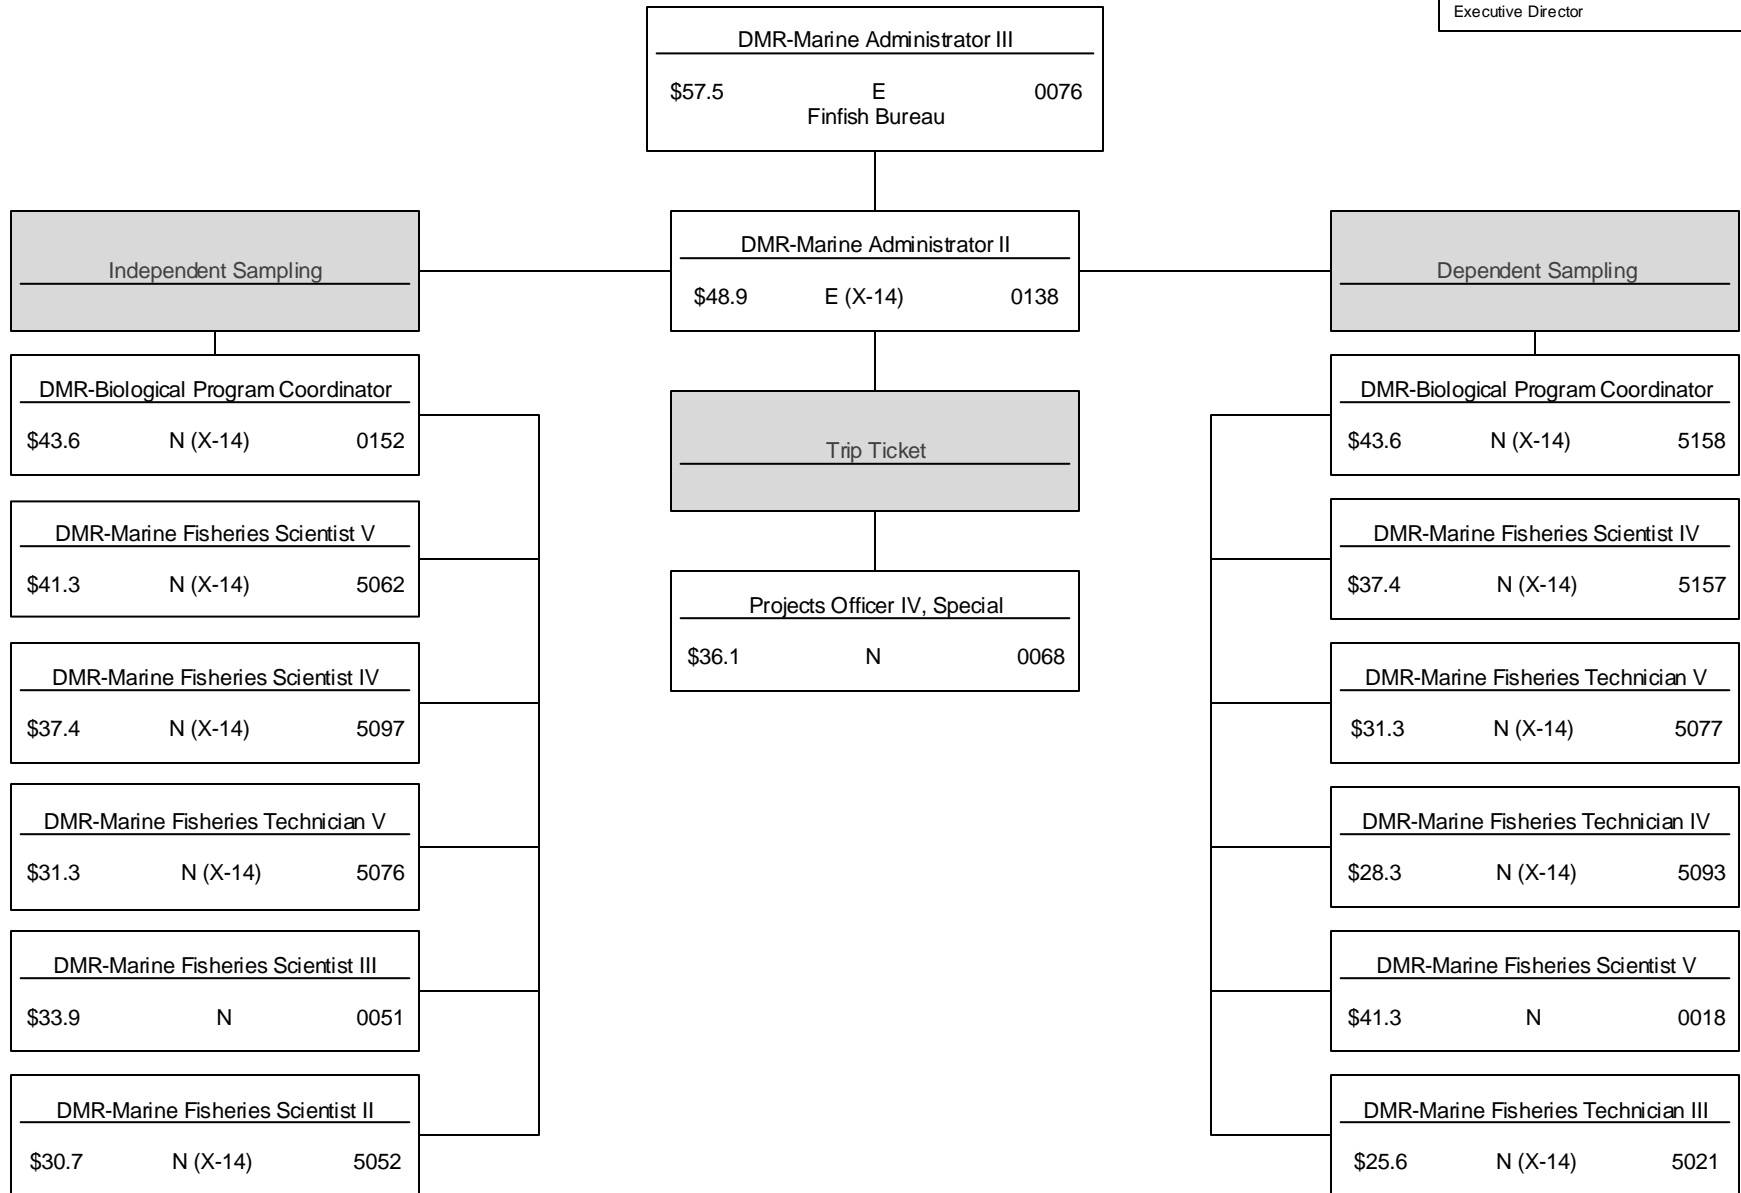 Executive Director
DMR-Marine Administrator III
$57.5 E 0076
Finfish Bureau
Independent Sampling
DMR-Marine Administrator II
$48.9 E (X-14) 0138
Dependent Sampling
DMR-Biological Program Coordinator
$43.6 N (X-14) 0152
DMR-Marine Fisheries Scientist V
$41.3 N (X-14) 5062
DMR-Marine Fisheries Scientist IV
$37.4 N (X-14) 5097
DMR-Marine Fisheries Technician V
$31.3 N (X-14) 5076
DMR-Marine Fisheries Scientist III
$33.9 N 0051
DMR-Marine Fisheries Scientist II
$30.7 N (X-14) 5052
Trip Ticket
Projects Officer IV, Special
$36.1 N 0068
DMR-Biological Program Coordinator
$43.6 N (X-14) 5158
DMR-Marine Fisheries Scientist IV
$37.4 N (X-14) 5157
DMR-Marine Fisheries Technician V
$31.3 N (X-14) 5077
DMR-Marine Fisheries Technician IV
$28.3 N (X-14) 5093
DMR-Marine Fisheries Scientist V
$41.3 N 0018
DMR-Marine Fisheries Technician III
$25.6 N (X-14) 5021